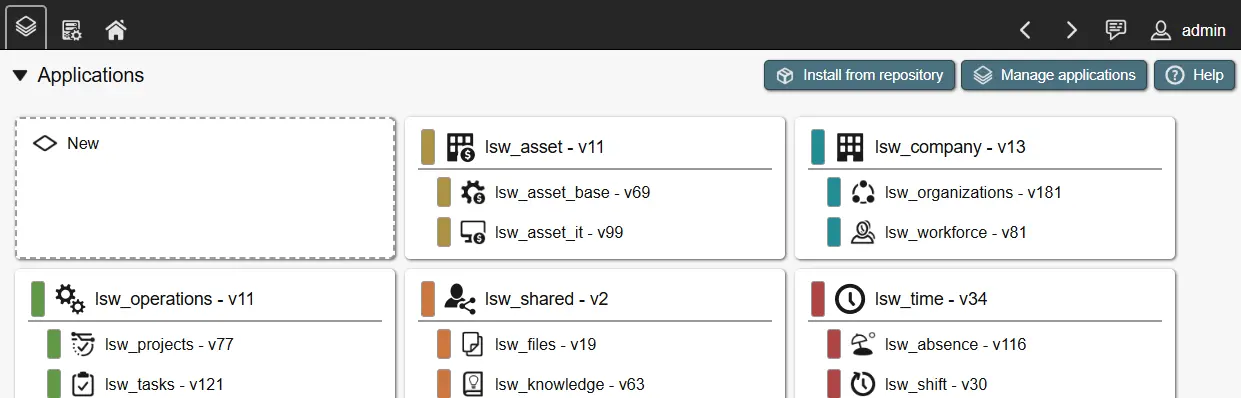 admin
Applications
Install from repository
Manage applications
Help
New
lsw_asset - v11
lsw_asset_base - v69
lsw_asset_it - v99
lsw_company - v13
lsw_organizations - v181
lsw_workforce - v81
lsw_operations - v11
lsw_projects - v77
lsw_tasks - v121
lsw_shared - v2
lsw_files - v19
lsw_knowledge - v63
lsw_time - v34
lsw_absence - v116
lsw_shift - v30